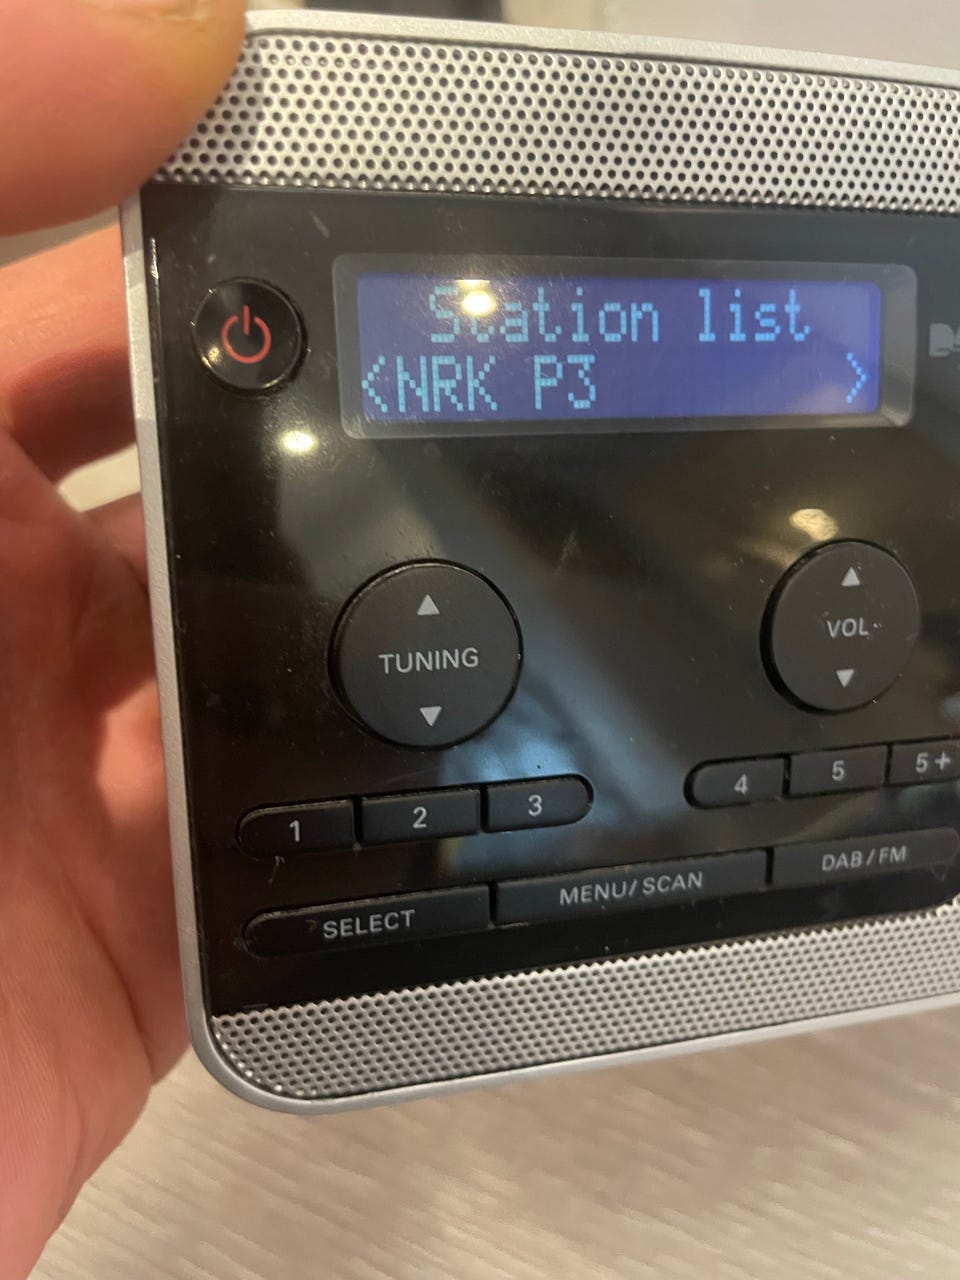 Station list
<NRK P3 >
TUNING
VOL
1 2 3 4 5 5+
SELECT MENU/SCAN DAB/FM